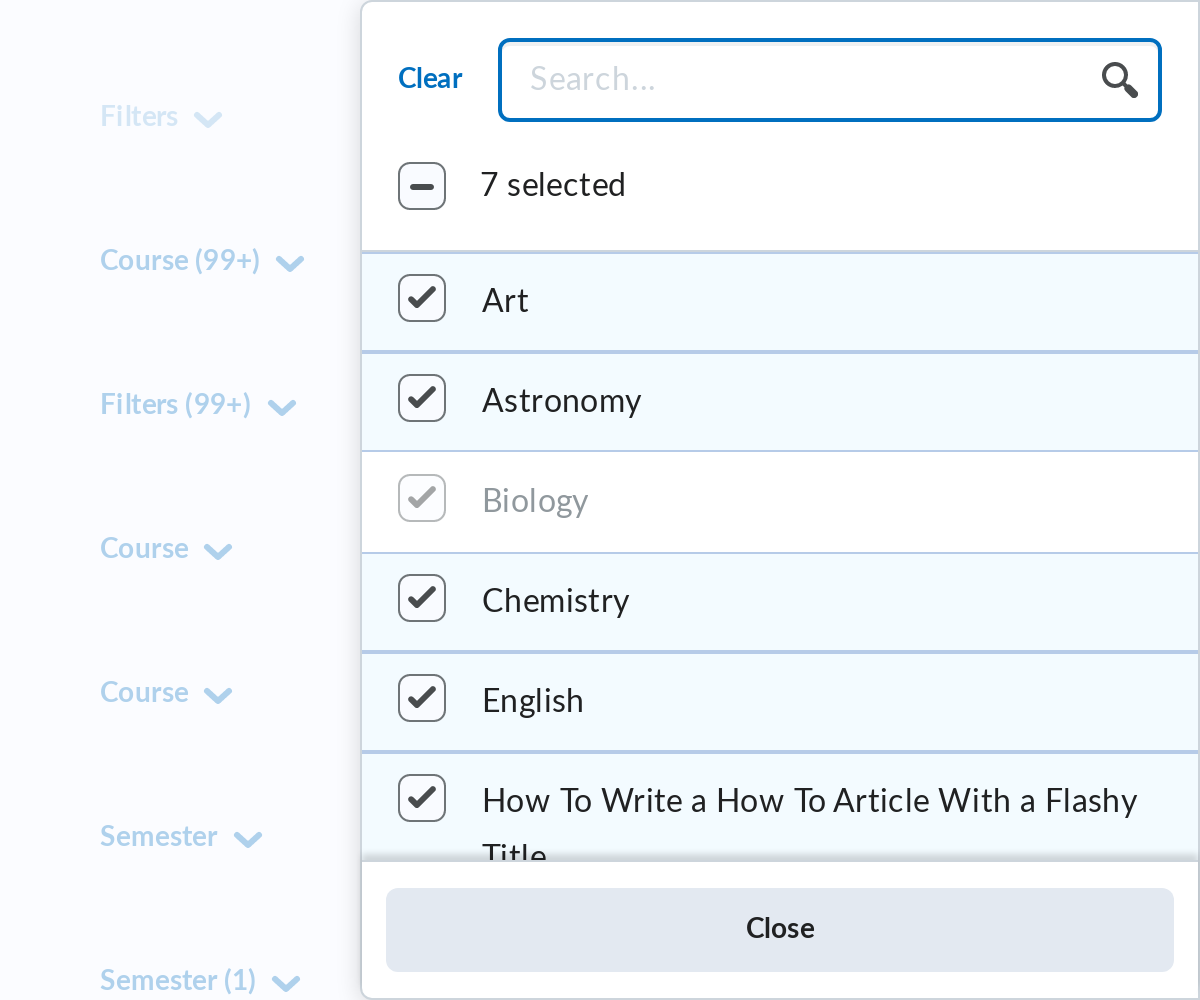 Filters
Course (99+)
Filters (99+)
Course
Course
Semester
Semester (1)
Clear
Search...
7 selected
Art
Astronomy
Biology
Chemistry
English
How To Write a How To Article With a Flashy
Title
Close